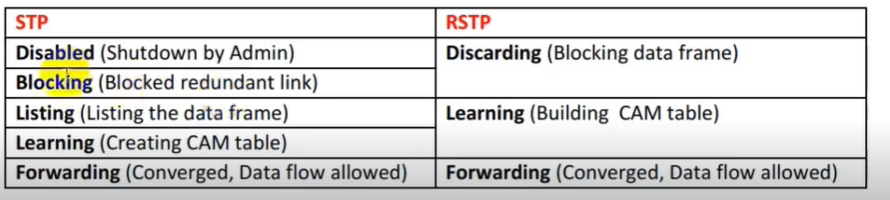 STP RSTP
Disabled (Shutdown by Admin) Discarding (Blocking data frame)
Blocking (Blocked redundant link)
Listing (Listing the data frame) Learning (Building CAM table)
Learning (Creating CAM table)
Forwarding (Converged, Data flow allowed) Forwarding (Converged, Data flow allowed)